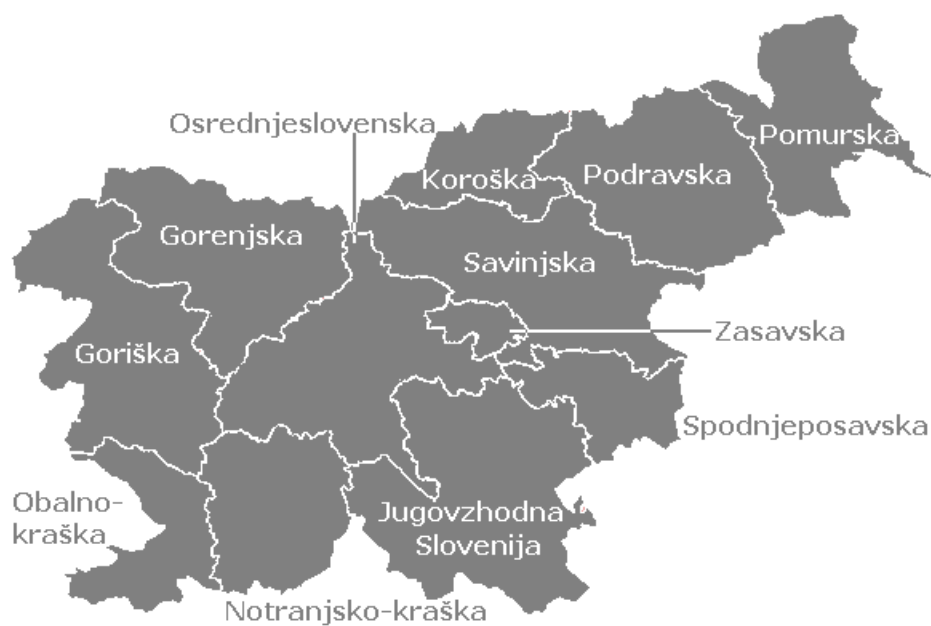 Osrednjeslovenska
Pomurska
Koroška
Podravska
Gorenjska
Savinjska
Zasavska
Goriška
Spodnjeposavska
Obalno-
kraška
Jugovzhodna
Slovenija
Notranjsko-kraška